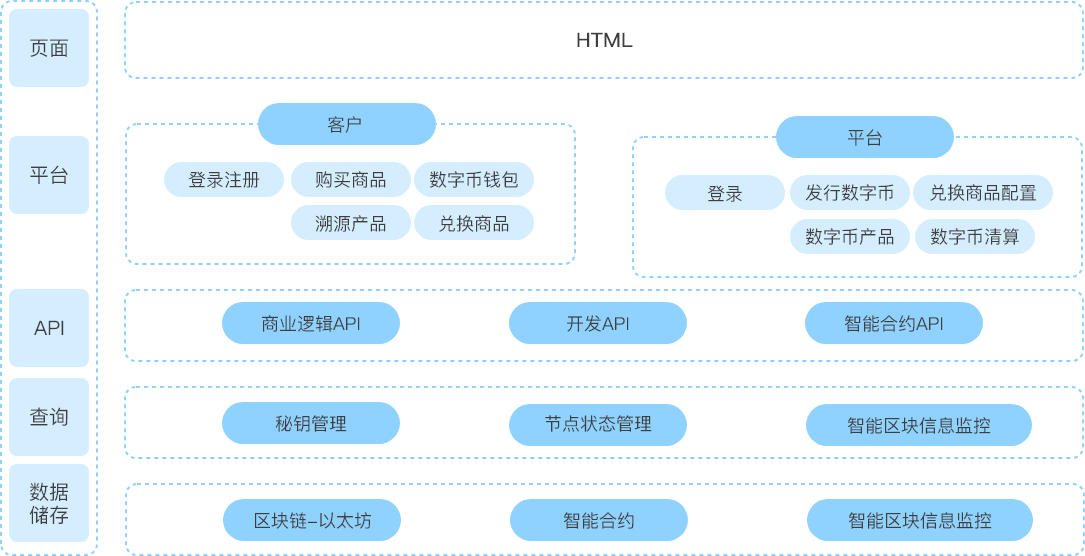 页面
HTML
平台
客户
登录注册
购买商品
数字币钱包
溯源产品
兑换商品
平台
登录
发行数字币
兑换商品配置
数字币产品
数字币清算
API
商业逻辑API
开发API
智能合约API
查询
秘钥管理
节点状态管理
智能区块信息监控
数据
储存
区块链-以太坊
智能合约
智能区块信息监控